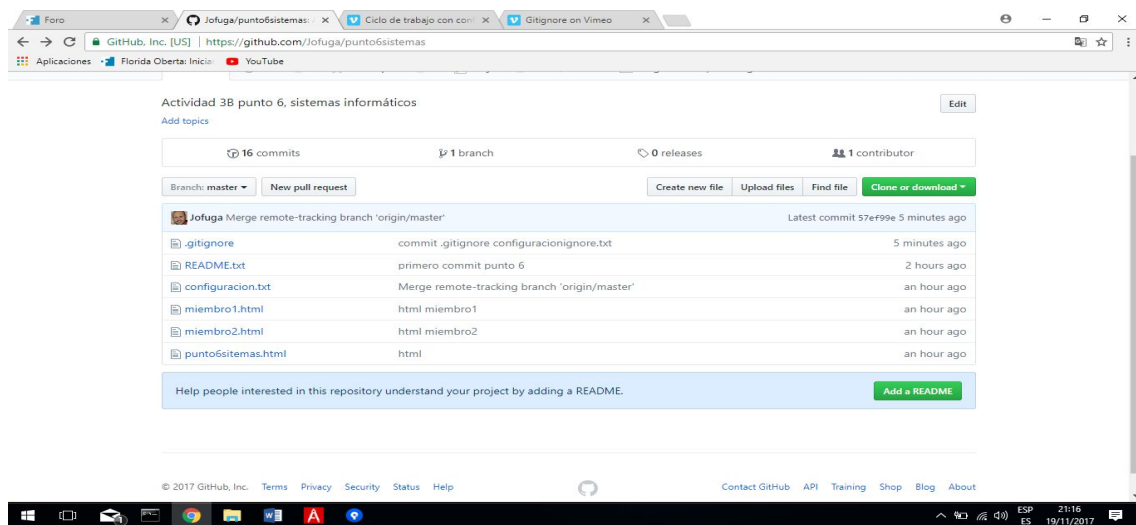 Foro
Jofuga/punto6sistemas:
Ciclo de trabajo con cont
Gitignore on Vimeo
GitHub, Inc. [US] | https://github.com/Jofuga/punto6sistemas
Aplicaciones Florida Oberta: Inicia YouTube
Actividad 3B punto 6, sistemas informáticos Edit
Add topics
16 commits 1 branch 0 releases 1 contributor
Branch: master New pull request Create new file Upload files Find file Clone or download
Jofuga Merge remote-tracking branch 'origin/master' Latest commit 57ef99e 5 minutes ago
.gitignore commit .gitignore configuracionignore.txt 5 minutes ago
README.txt primero commit punto 6 2 hours ago
configuracion.txt Merge remote-tracking branch 'origin/master' an hour ago
miembro1.html html miembro1 an hour ago
miembro2.html html miembro2 an hour ago
punto6sitemas.html html an hour ago
Help people interested in this repository understand your project by adding a README. Add a README
© 2017 GitHub, Inc. Terms Privacy Security Status Help Contact GitHub API Training Shop Blog About
ESP 21:16
ES 19/11/2017